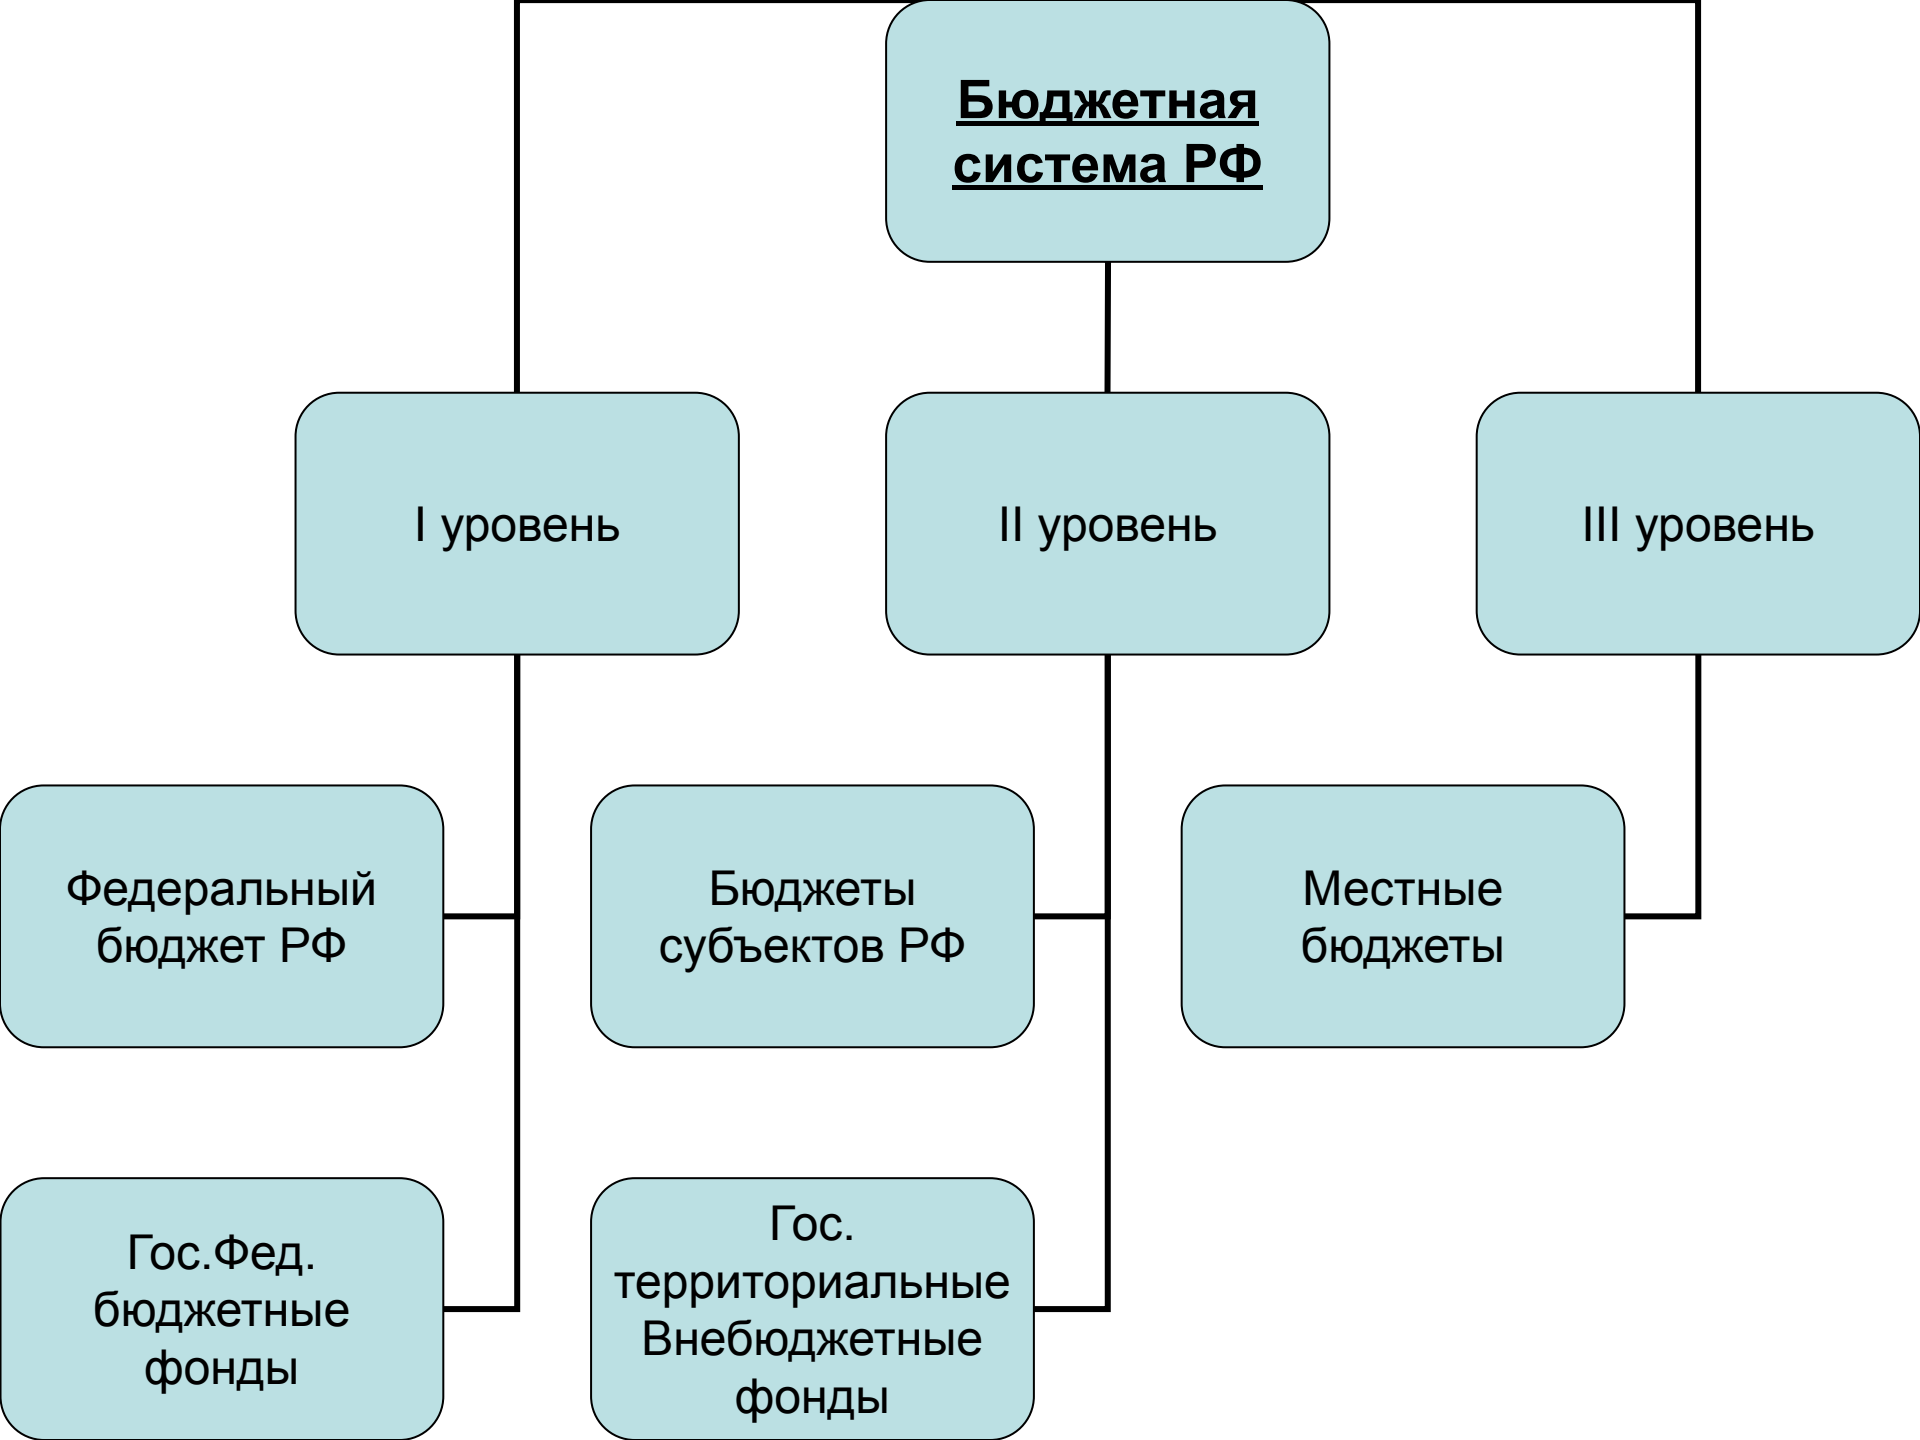 Бюджетная
система РФ
I уровень
II уровень
III уровень
Федеральный
бюджет РФ
Бюджеты
субъектов РФ
Местные
бюджеты
Гос.Фед.
бюджетные
фонды
Гос.
территориальные
Внебюджетные
фонды